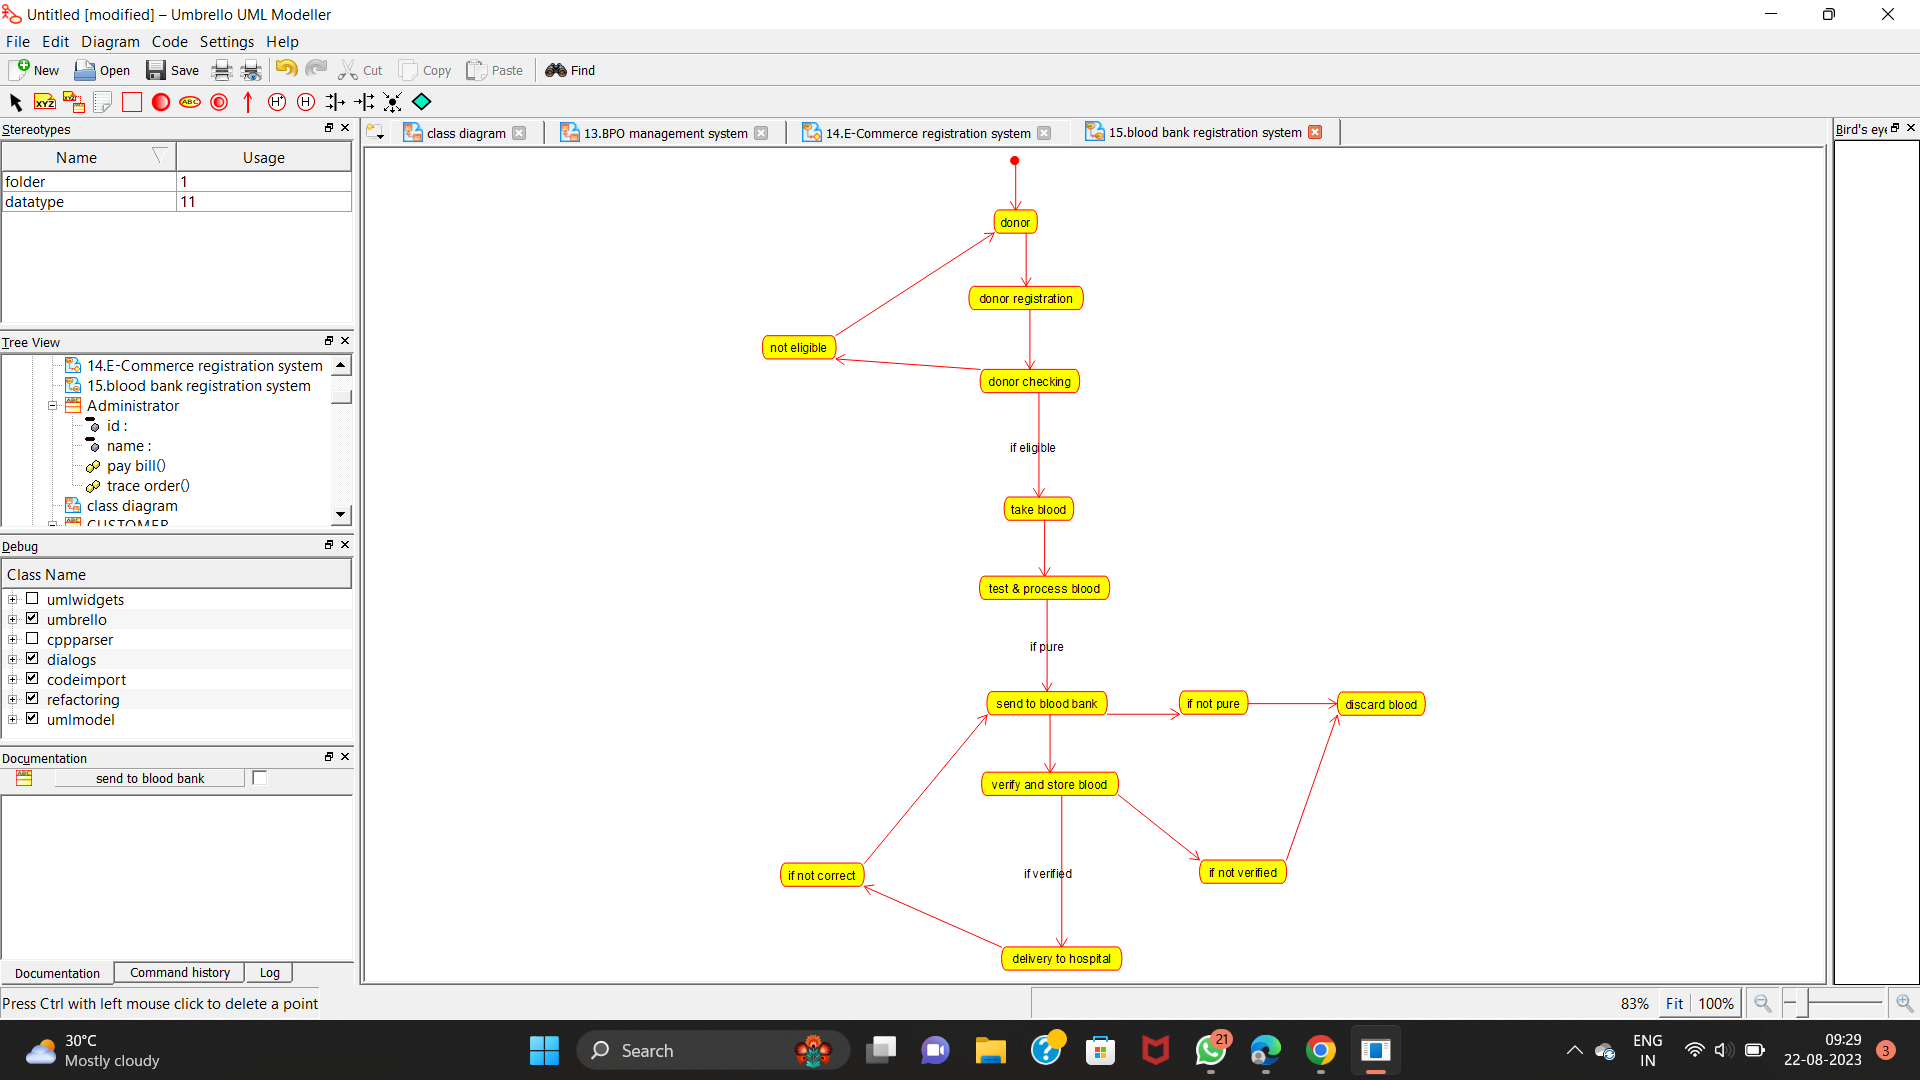 Untitled [modified] – Umbrello UML Modeller
File Edit Diagram Code Settings Help
New Open Save Cut Copy Paste Find
XYZ XYZ ABC H* H
Stereotypes
Name Usage
folder 1
datatype 11
Tree View
14.E-Commerce registration system
15.blood bank registration system
Administrator
id :
name :
pay bill()
trace order()
class diagram
CUSTOMER
Debug
Class Name
umlwidgets
umbrello
cppparser
dialogs
codeimport
refactoring
umlmodel
Documentation
send to blood bank
Documentation Command history Log
Press Ctrl with left mouse click to delete a point
class diagram 13.BPO management system 14.E-Commerce registration system 15.blood bank registration system
Bird's eye
donor
donor registration
not eligible
donor checking
if eligible
take blood
test & process blood
if pure
send to blood bank if not pure discard blood
verify and store blood
if not correct if verified if not verified
delivery to hospital
83% Fit 100%
30°C
Mostly cloudy
Search
21
ENG
IN
09:29
22-08-2023
3